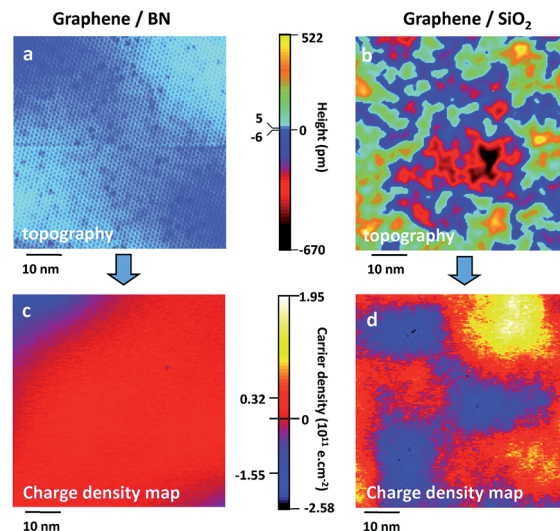 Graphene / BN
Graphene / SiO₂
a
topography
10 nm
522
5
0
-6
-670
Height (pm)
b
topography
10 nm
c
Charge density map
10 nm
1.95
0.32
0
-1.55
-2.58
Carrier density (10¹¹ e.cm⁻²)
d
Charge density map
10 nm